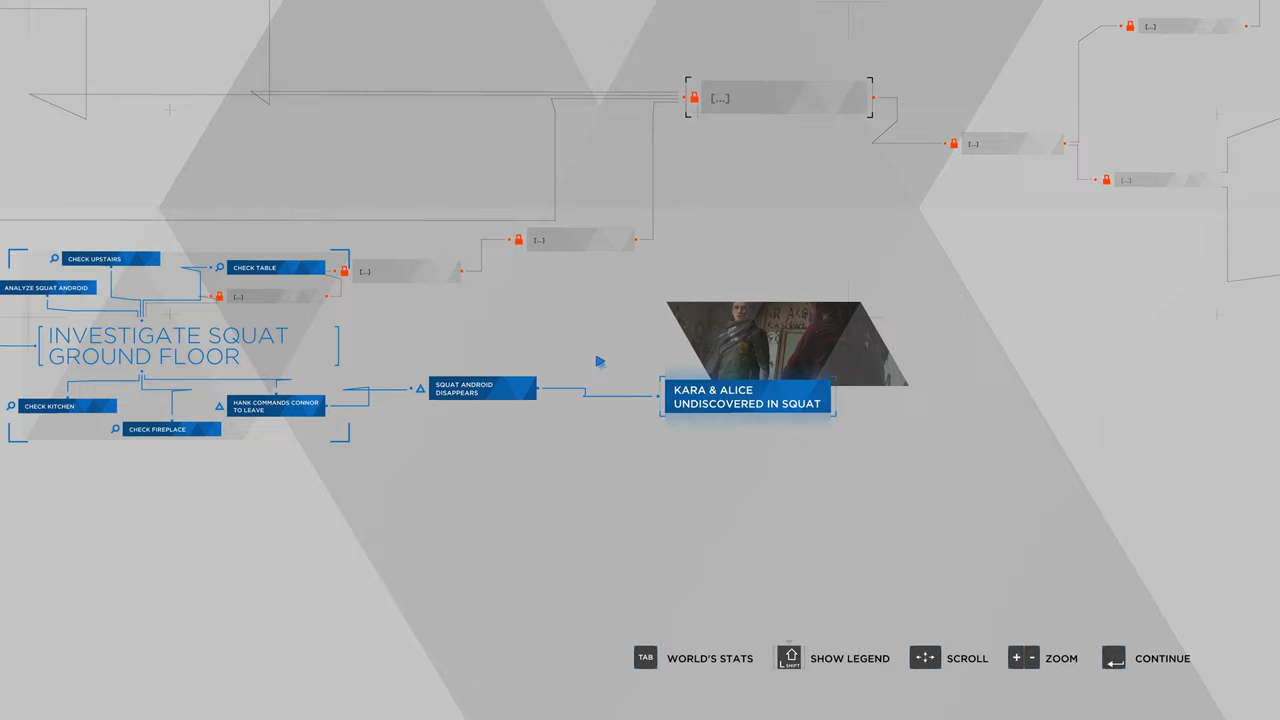 [...]
[...]
[...]
[...]
[...]
CHECK UPSTAIRS
CHECK TABLE
[...]
ANALYZE SQUAT ANDROID
[...]
INVESTIGATE SQUAT
GROUND FLOOR
SQUAT ANDROID
DISAPPEARS
KARA & ALICE
UNDISCOVERED IN SQUAT
CHECK KITCHEN
HANK COMMANDS CONNOR
TO LEAVE
CHECK FIREPLACE
TAB WORLD'S STATS
L SHIFT SHOW LEGEND
SCROLL
+ - ZOOM
CONTINUE